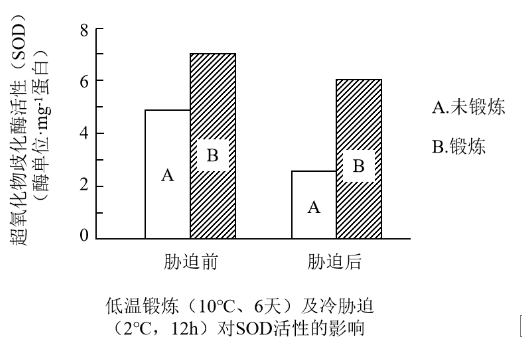 超氧化物歧化酶活性（SOD）
（酶单位·mg⁻¹蛋白）
8
6
4
2
0
A
B
A
B
胁迫前
胁迫后
A.未锻炼
B.锻炼
低温锻炼（10℃、6天）及冷胁迫
（2℃，12h）对SOD活性的影响